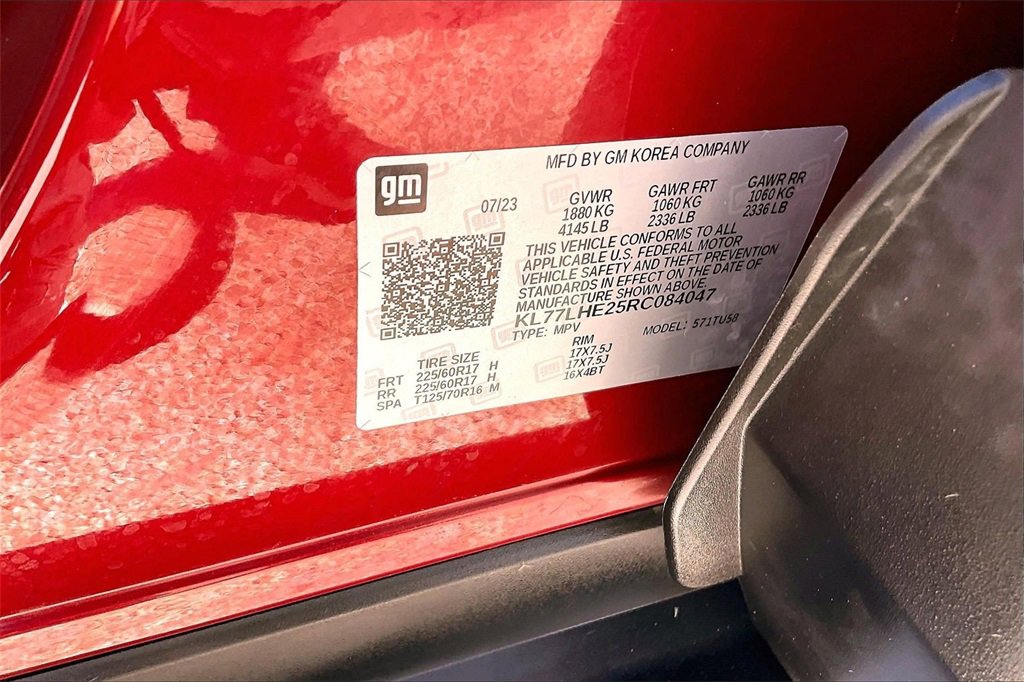 gm
MFD BY GM KOREA COMPANY
07/23
GVWR
1880 KG
4145 LB
GAWR FRT
1060 KG
2336 LB
GAWR RR
1060 KG
2336 LB
THIS VEHICLE CONFORMS TO ALL
APPLICABLE U.S. FEDERAL MOTOR
VEHICLE SAFETY AND THEFT PREVENTION
STANDARDS IN EFFECT ON THE DATE OF
MANUFACTURE SHOWN ABOVE.
KL77LHE25RC084047
TYPE: MPV MODEL: 571TU58
TIRE SIZE RIM
FRT 225/60R17 H 17X7.5J
RR 225/60R17 H 17X7.5J
SPA T125/70R16 M 16X4BT